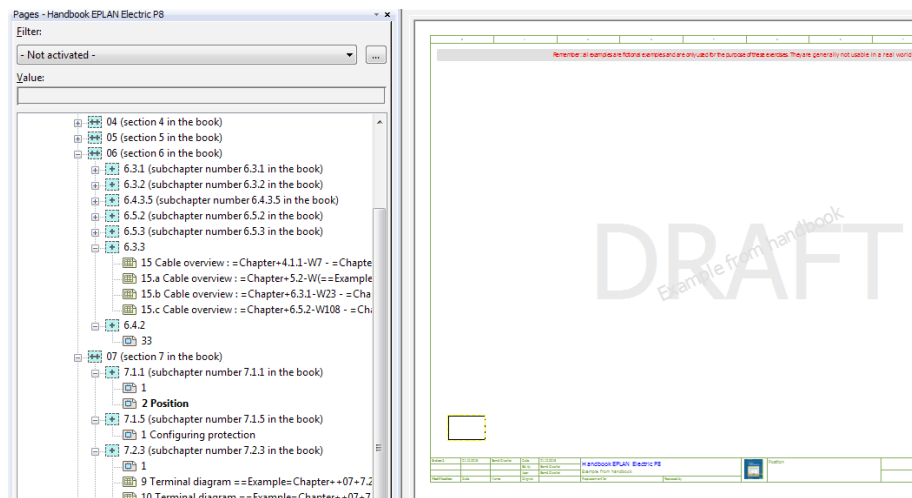 Pages - Handbook EPLAN Electric P8
Filter:
- Not activated -
...
Value:
04 (section 4 in the book)
05 (section 5 in the book)
06 (section 6 in the book)
6.3.1 (subchapter number 6.3.1 in the book)
6.3.2 (subchapter number 6.3.2 in the book)
6.4.3.5 (subchapter number 6.4.3.5 in the book)
6.5.2 (subchapter number 6.5.2 in the book)
6.5.3 (subchapter number 6.5.3 in the book)
6.3.3
15 Cable overview : =Chapter+4.1.1-W7 - =Chapte
15.a Cable overview : =Chapter+5.2-W(==Example
15.b Cable overview : =Chapter+6.3.1-W23 - =Cha
15.c Cable overview : =Chapter+6.5.2-W108 - =Ch
6.4.2
33
07 (section 7 in the book)
7.1.1 (subchapter number 7.1.1 in the book)
1
2 Position
7.1.5 (subchapter number 7.1.5 in the book)
1 Configuring protection
7.2.3 (subchapter number 7.2.3 in the book)
1
9 Terminal diagram ==Example=Chapter++07+7.2
10 Terminal diagram ==Example=Chapter++07+7
Remember: all examples are fictional examples and are only used for the purpose of these exercises. They are generally not usable in a real world
DRAFT
Example from handbook
Handbook EPLAN Electric P8
Example from handbook
Position